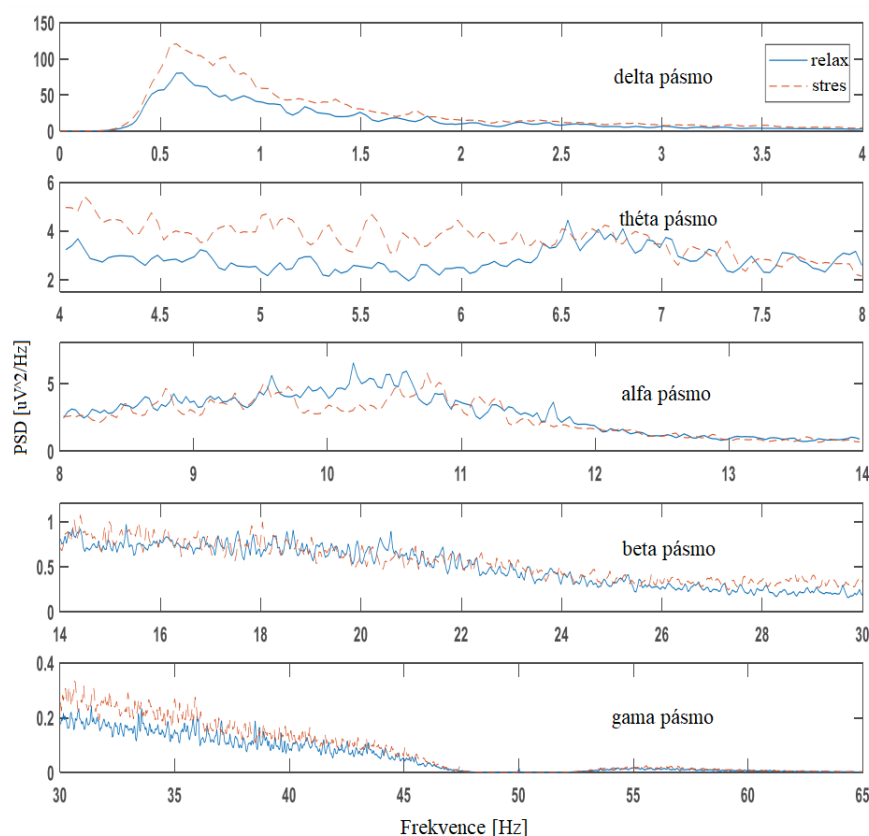 150
100
50
0
delta pásmo
relax
stres
0 0.5 1 1.5 2 2.5 3 3.5 4
6
4
2
théta pásmo
4 4.5 5 5.5 6 6.5 7 7.5 8
PSD [uV^2/Hz]
5
0
alfa pásmo
8 9 10 11 12 13 14
1
0.5
0
beta pásmo
14 16 18 20 22 24 26 28 30
0.4
0.2
0
gama pásmo
30 35 40 45 50 55 60 65
Frekvence [Hz]